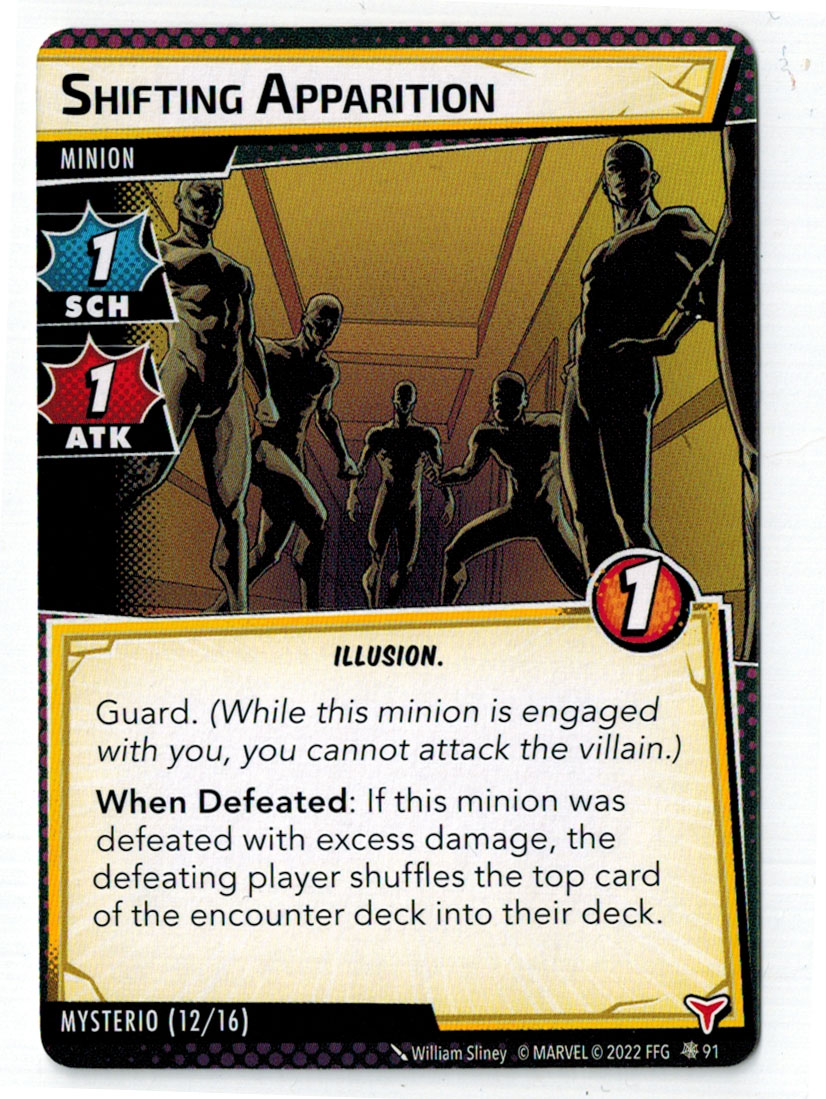 SHIFTING APPARITION
MINION
1
SCH
1
ATK
1
ILLUSION.
Guard. (While this minion is engaged
with you, you cannot attack the villain.)
When Defeated: If this minion was
defeated with excess damage, the
defeating player shuffles the top card
of the encounter deck into their deck.
MYSTERIO (12/16)
William Sliney © MARVEL © 2022 FFG 91